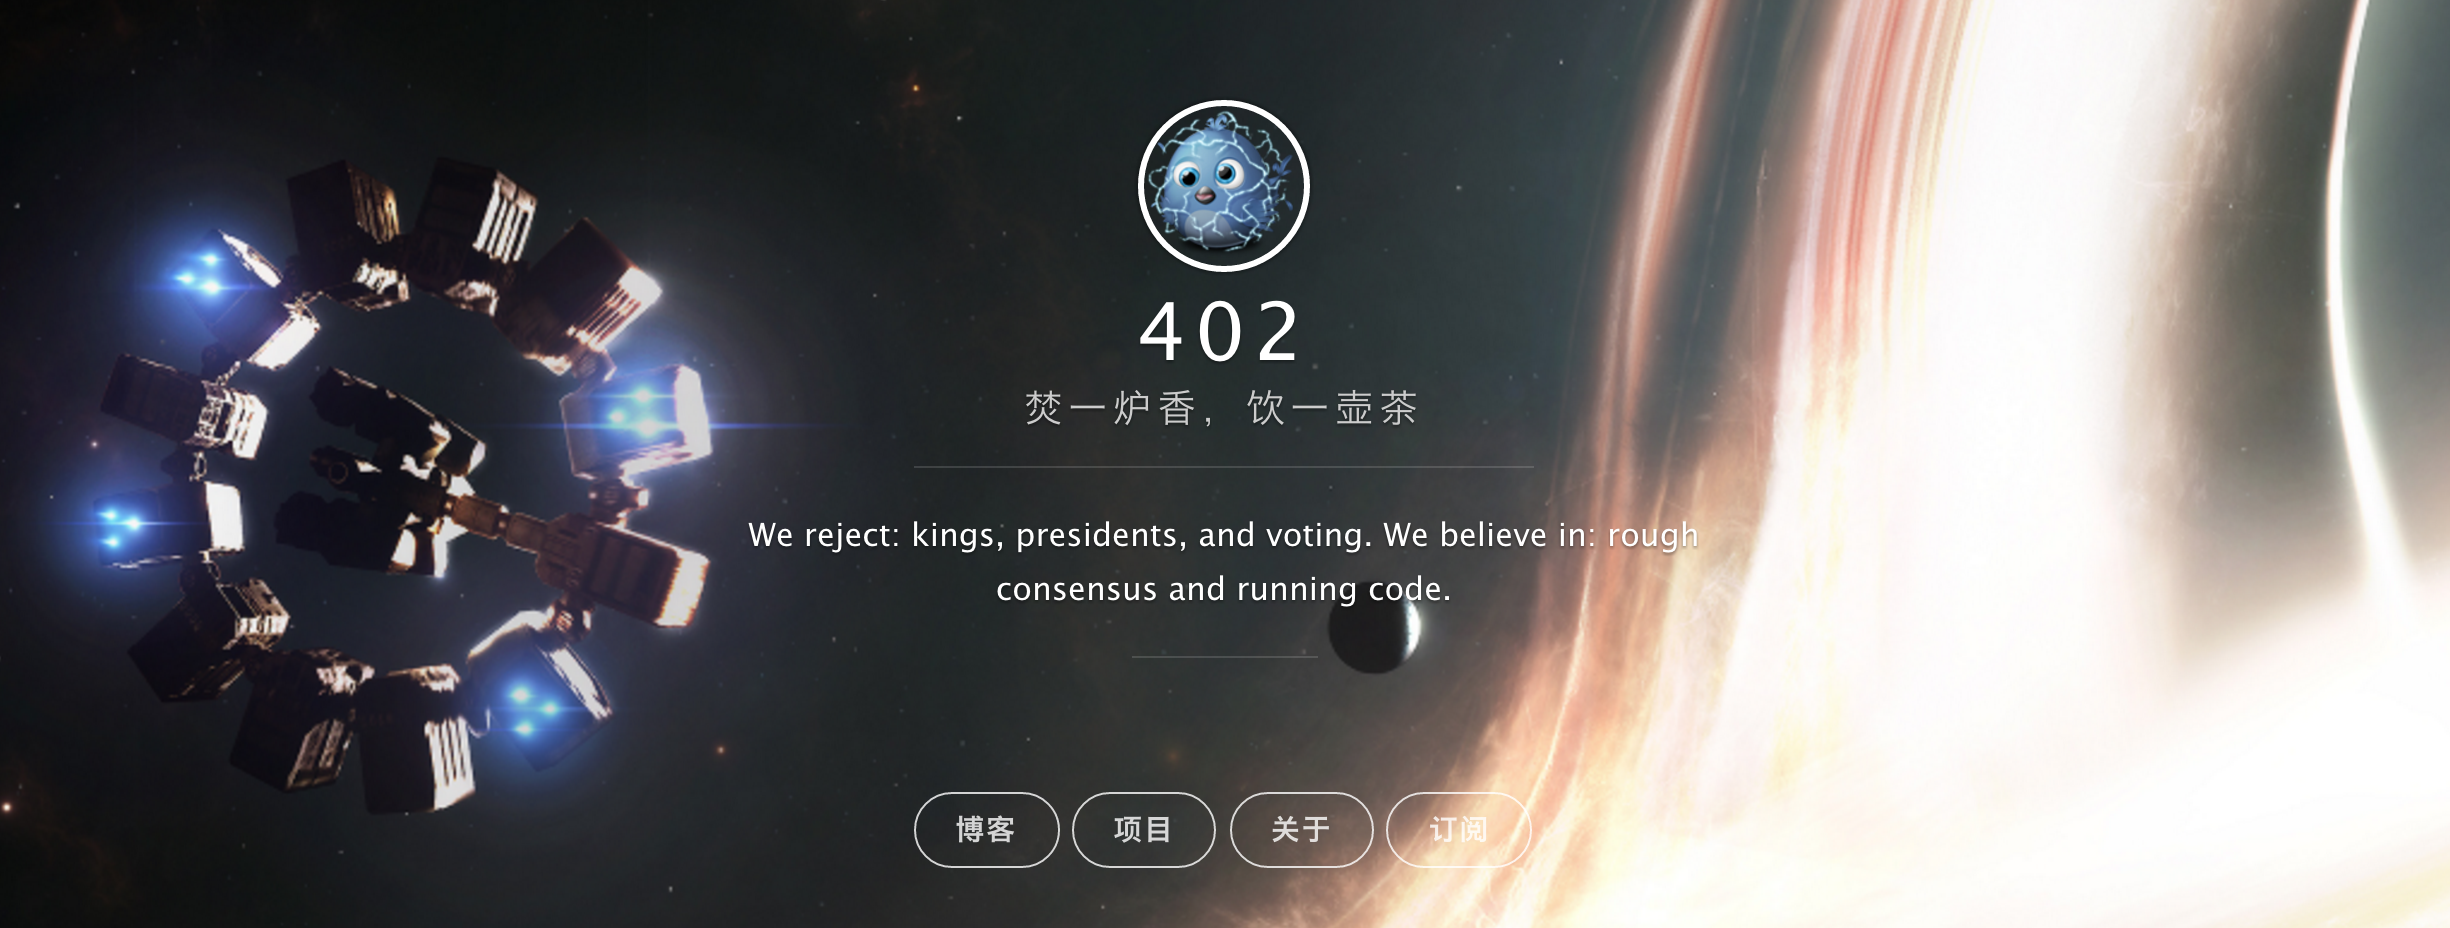 402
焚一炉香，饮一壶茶
We reject: kings, presidents, and voting. We believe in: rough
consensus and running code.
博客 项目 关于 订阅